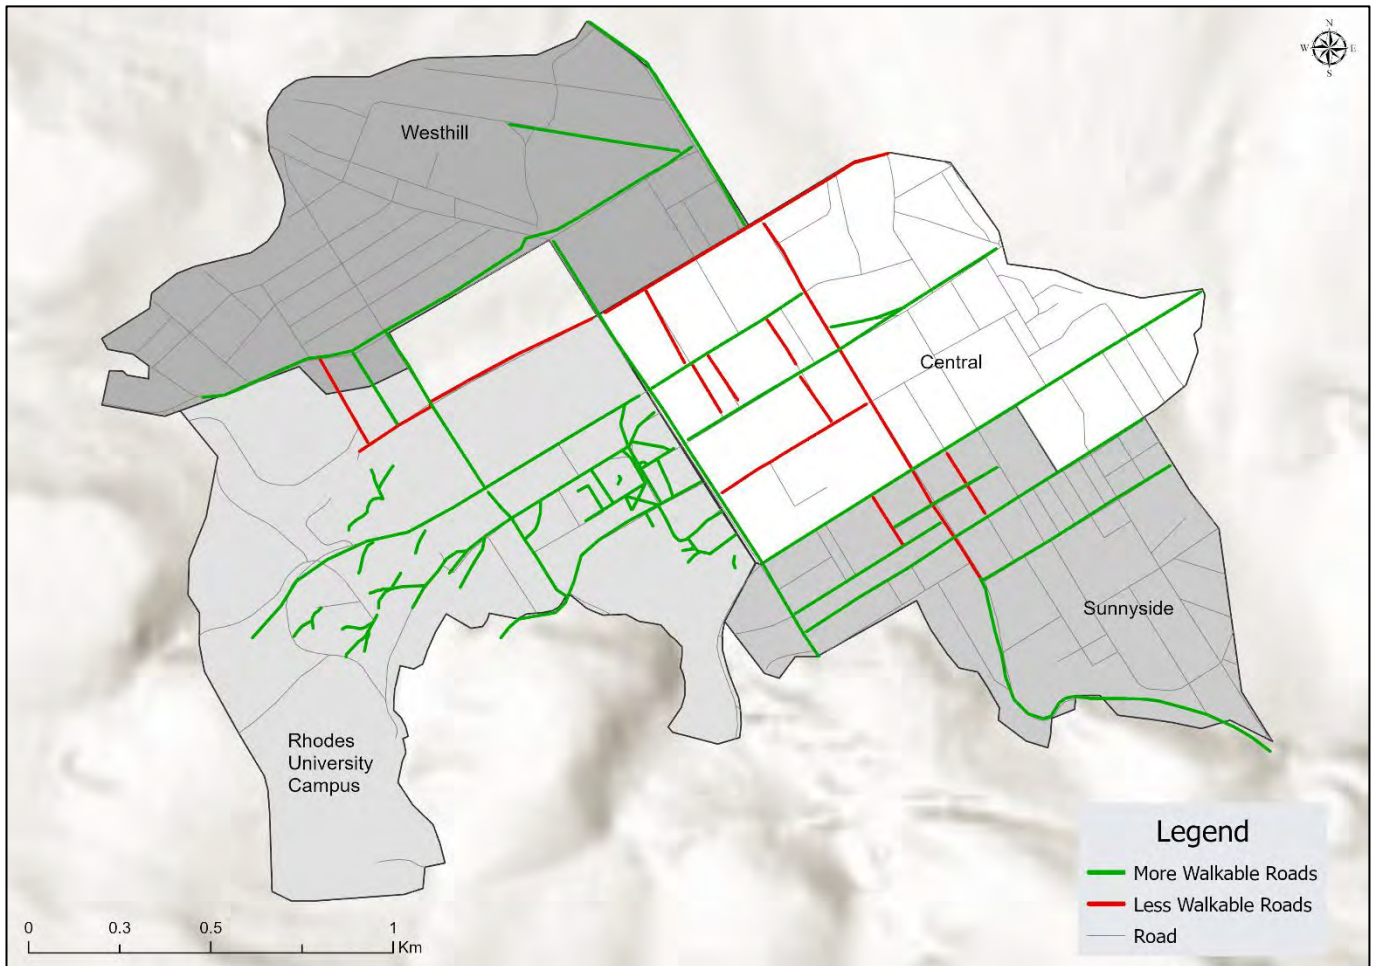 N
W E
S
Westhill
Central
Sunnyside
Rhodes
University
Campus
Legend
More Walkable Roads
Less Walkable Roads
Road
0 0.3 0.5 1
Km